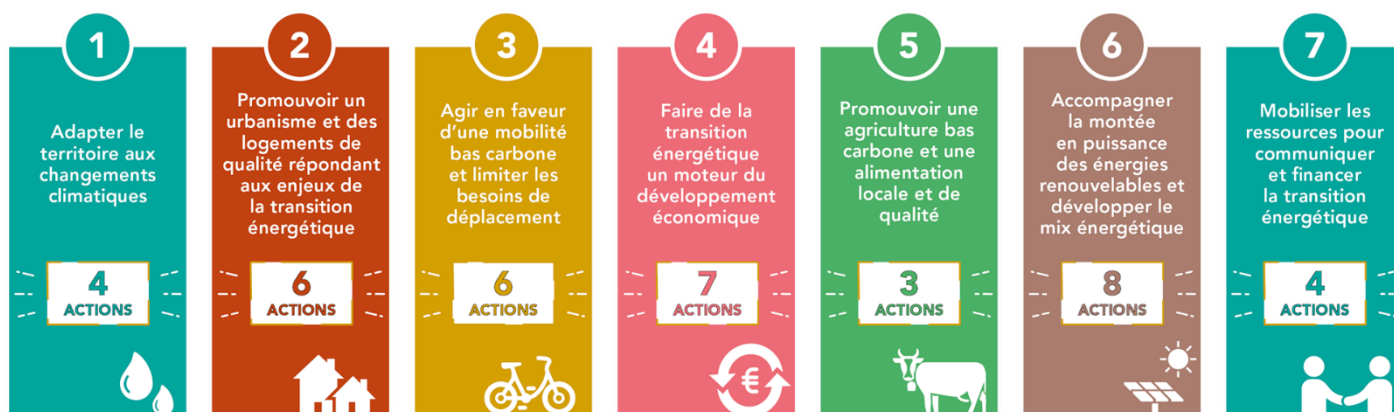 1
Adapter le
territoire aux
changements
climatiques
4
ACTIONS
2
Promouvoir un
urbanisme et des
logements de
qualité répondant
aux enjeux de
la transition
énergétique
6
ACTIONS
3
Agir en faveur
d'une mobilité
bas carbone
et limiter les
besoins de
déplacement
6
ACTIONS
4
Faire de la
transition
énergétique
un moteur du
développement
économique
7
ACTIONS
€
5
Promouvoir une
agriculture bas
carbone et une
alimentation
locale et de
qualité
3
ACTIONS
6
Accompagner
la montée
en puissance
des énergies
renouvelables et
développer le
mix énergétique
8
ACTIONS
7
Mobiliser les
ressources pour
communiquer
et financer
la transition
énergétique
4
ACTIONS